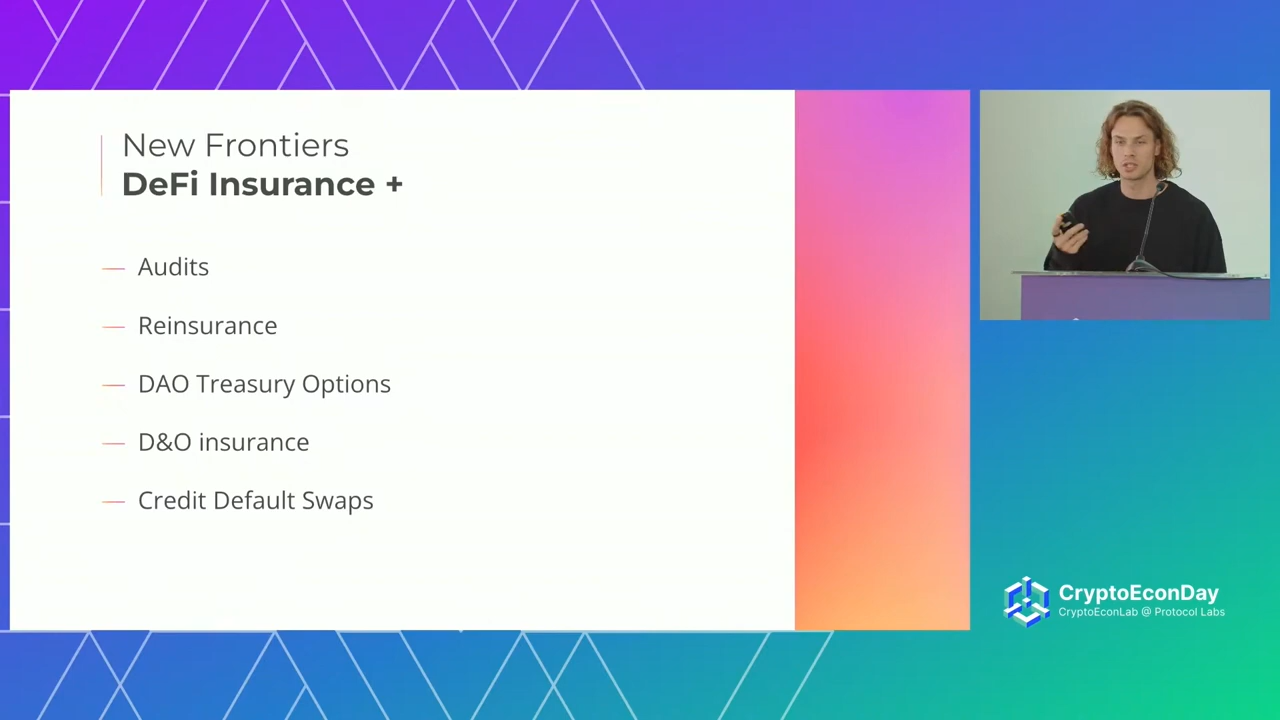 New Frontiers
DeFi Insurance +
— Audits
— Reinsurance
— DAO Treasury Options
— D&O insurance
— Credit Default Swaps
CryptoEconDay
CryptoEconLab @ Protocol Labs